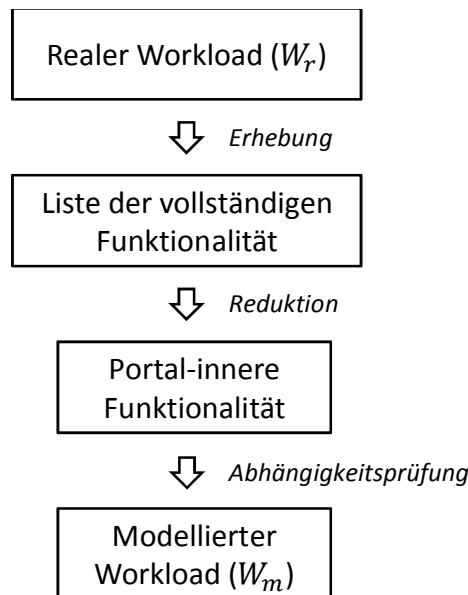 Realer Workload (W_r)
Erhebung
Liste der vollständigen
Funktionalität
Reduktion
Portal-innere
Funktionalität
Abhängigkeitsprüfung
Modellierter
Workload (W_m)